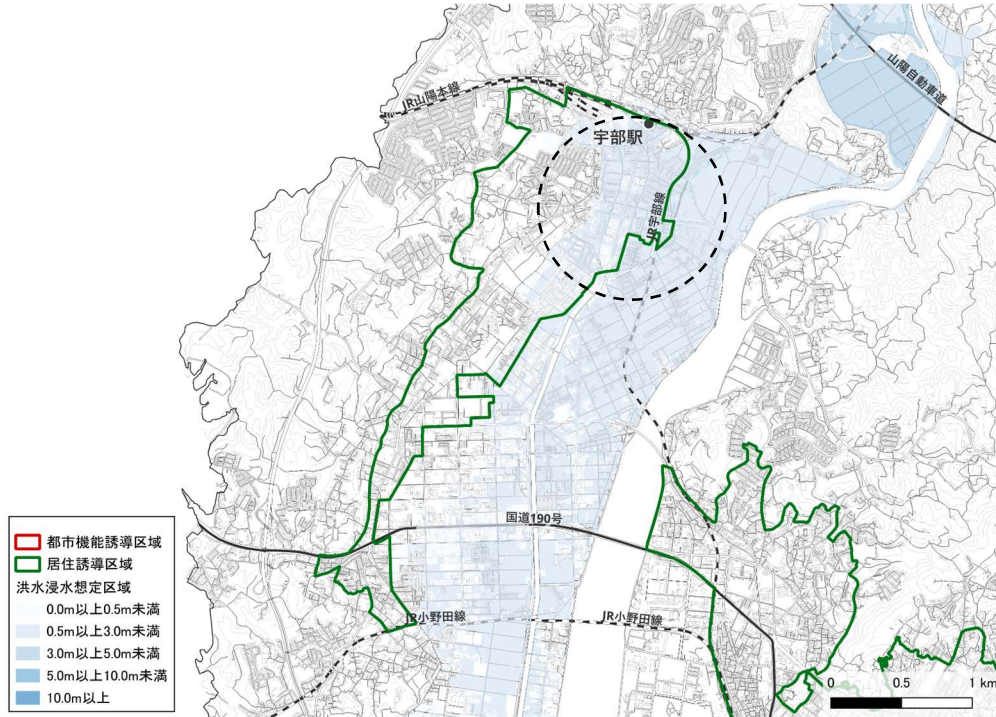 JR山陽本線
山陽自動車道
宇部駅
JR宇部線
国道190号
JR小野田線
JR小野田線
都市機能誘導区域
居住誘導区域
洪水浸水想定区域
0.0m以上0.5m未満
0.5m以上3.0m未満
3.0m以上5.0m未満
5.0m以上10.0m未満
10.0m以上
0 0.5 1 km